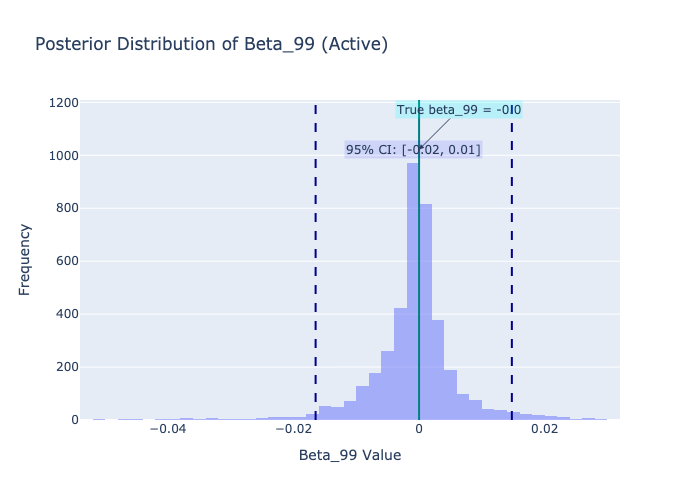 Posterior Distribution of Beta_99 (Active)
1200
True beta_99 = -0.0
1000
95% CI: [-0.02, 0.01]
800
600
400
200
0
Frequency
−0.04
−0.02
0
0.02
Beta_99 Value